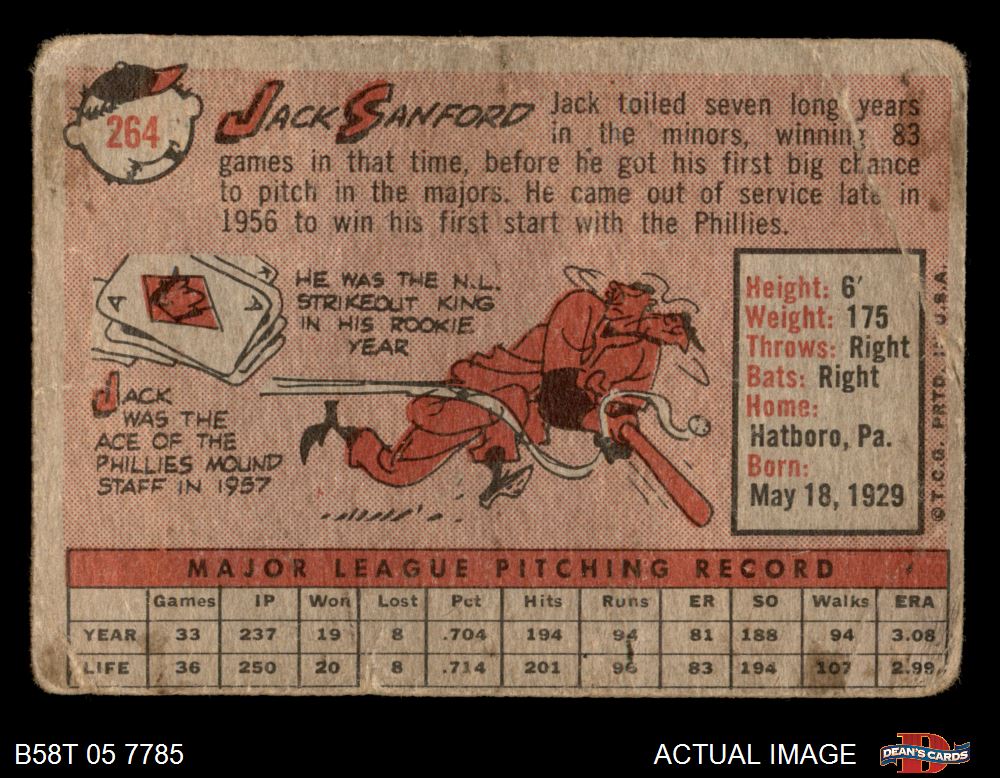 264
JACK SANFORD
Jack toiled seven long years
in the minors, winning 83
games in that time, before he got his first big chance
to pitch in the majors. He came out of service late in
1956 to win his first start with the Phillies.
HE WAS THE N.L.
STRIKEOUT KING
IN HIS ROOKIE
YEAR
A
A
K
JACK
WAS THE
ACE OF THE
PHILLIES MOUND
STAFF IN 1957
Height: 6'
Weight: 175
Throws: Right
Bats: Right
Home:
Hatboro, Pa.
Born:
May 18, 1929
©T.C.G. PRTD. IN U.S.A.
MAJOR LEAGUE PITCHING RECORD
Games IP Won Lost Pct Hits Runs ER SO Walks ERA
YEAR 33 237 19 8 .704 194 94 81 188 94 3.08
LIFE 36 250 20 8 .714 201 96 83 194 107 2.99
B58T 05 7785
ACTUAL IMAGE
DEAN'S CARDS